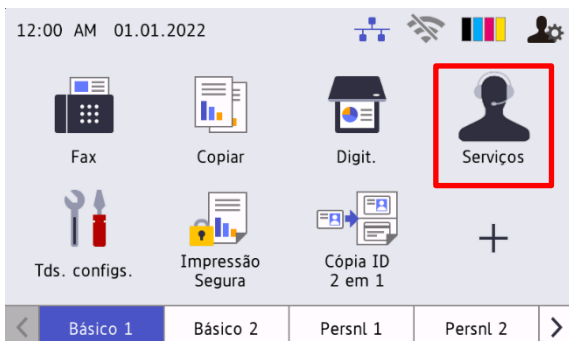 12:00 AM 01.01.2022
Fax
Copiar
Digit.
Serviços
Tds. configs.
Impressão
Segura
Cópia ID
2 em 1
Básico 1
Básico 2
Persnl 1
Persnl 2